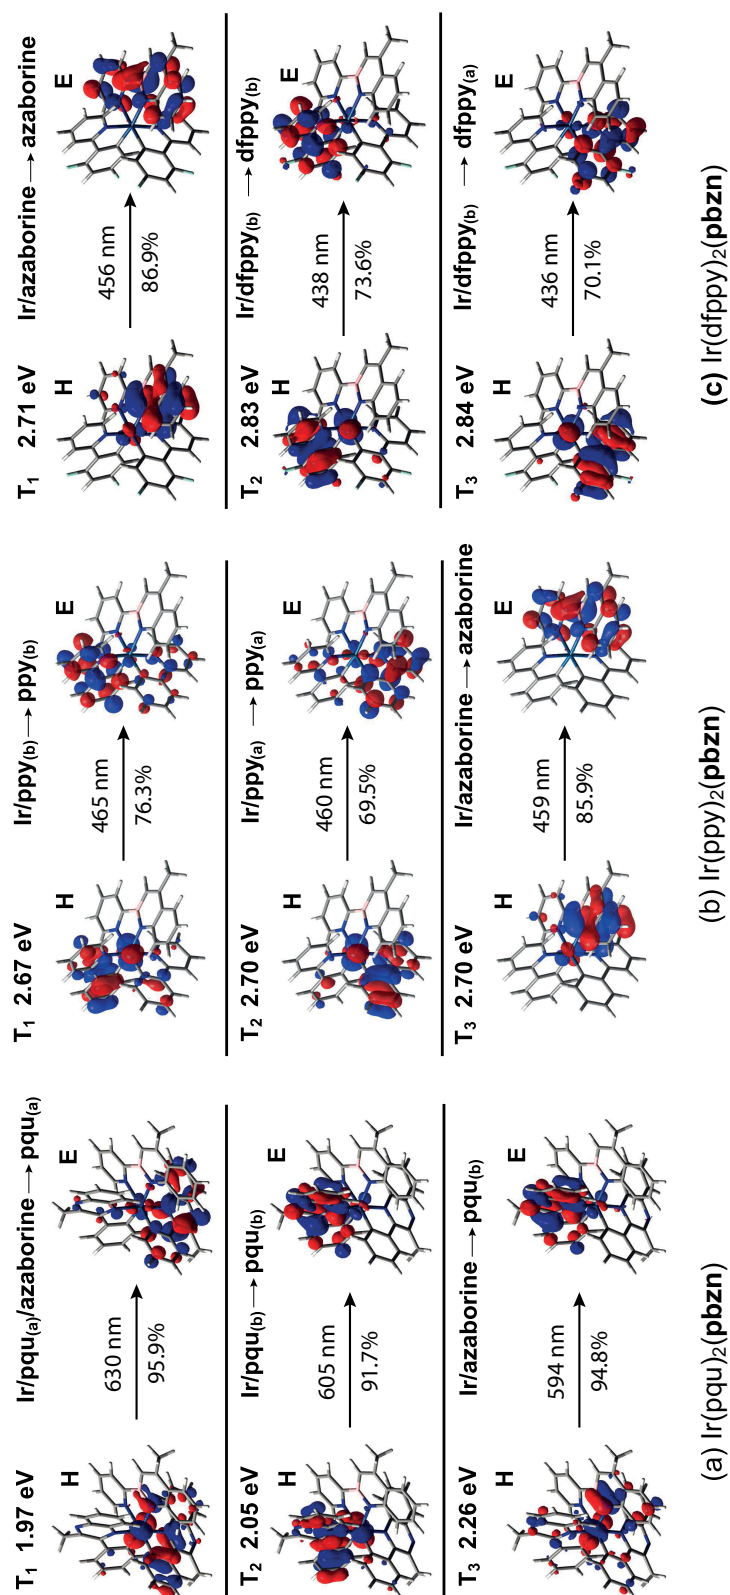 T1 1.97 eV
Ir/pqu(a)/azaborine → pqu(a)
H
630 nm
95.9%
E
T2 2.05 eV
Ir/pqu(b) → pqu(b)
H
605 nm
91.7%
E
T3 2.26 eV
Ir/azaborine → pqu(b)
H
594 nm
94.8%
E
(a) Ir(pqu)2(pbzn)
T1 2.67 eV
Ir/ppy(b) → ppy(b)
H
465 nm
76.3%
E
T2 2.70 eV
Ir/ppy(a) → ppy(a)
H
460 nm
69.5%
E
T3 2.70 eV
Ir/azaborine → azaborine
H
459 nm
85.9%
E
(b) Ir(ppy)2(pbzn)
T1 2.71 eV
Ir/azaborine → azaborine
H
456 nm
86.9%
E
T2 2.83 eV
Ir/dfppy(b) → dfppy(b)
H
438 nm
73.6%
E
T3 2.84 eV
Ir/dfppy(b) → dfppy(a)
H
436 nm
70.1%
E
(c) Ir(dfppy)2(pbzn)